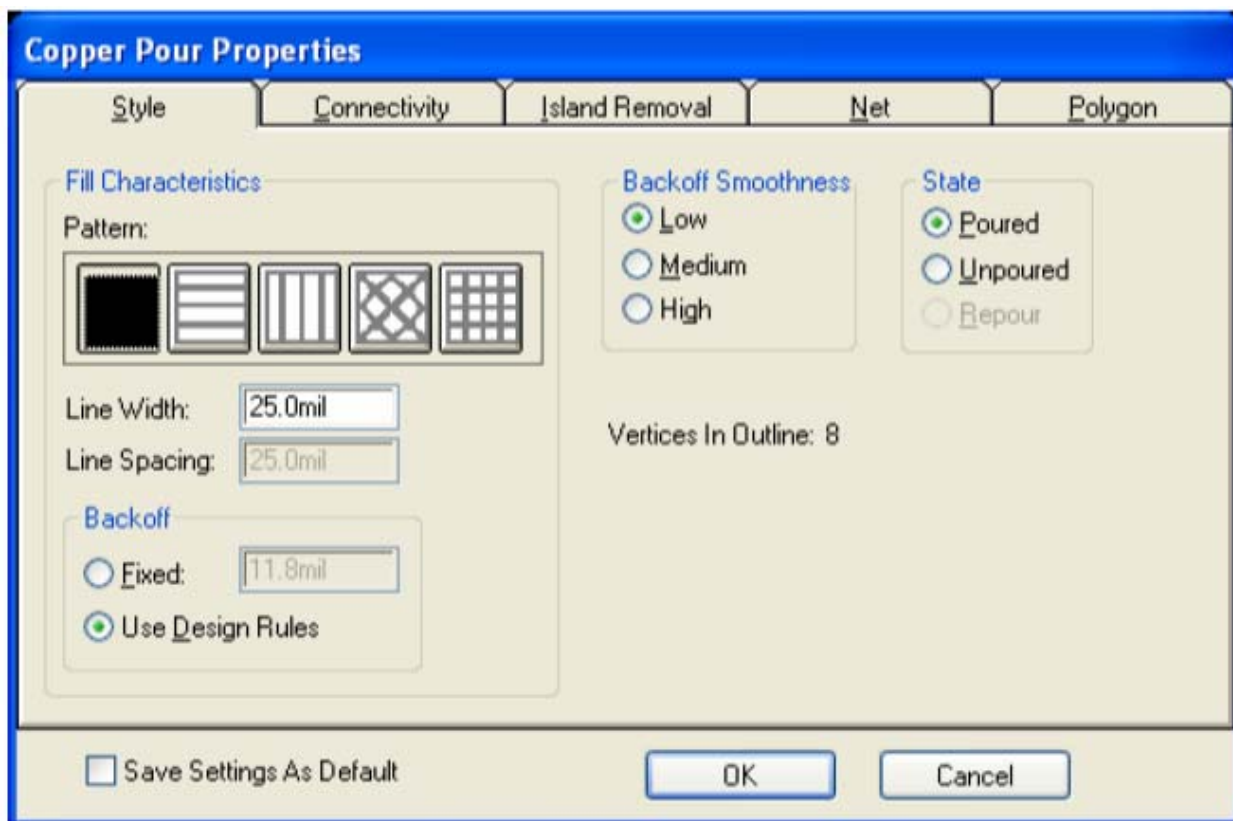 Copper Pour Properties
Style Connectivity Island Removal Net Polygon
Fill Characteristics
Pattern:
Line Width: 25.0mil
Line Spacing: 25.0mil
Backoff
Fixed: 11.8mil
Use Design Rules
Backoff Smoothness
Low
Medium
High
State
Poured
Unpoured
Repour
Vertices In Outline: 8
Save Settings As Default
OK
Cancel